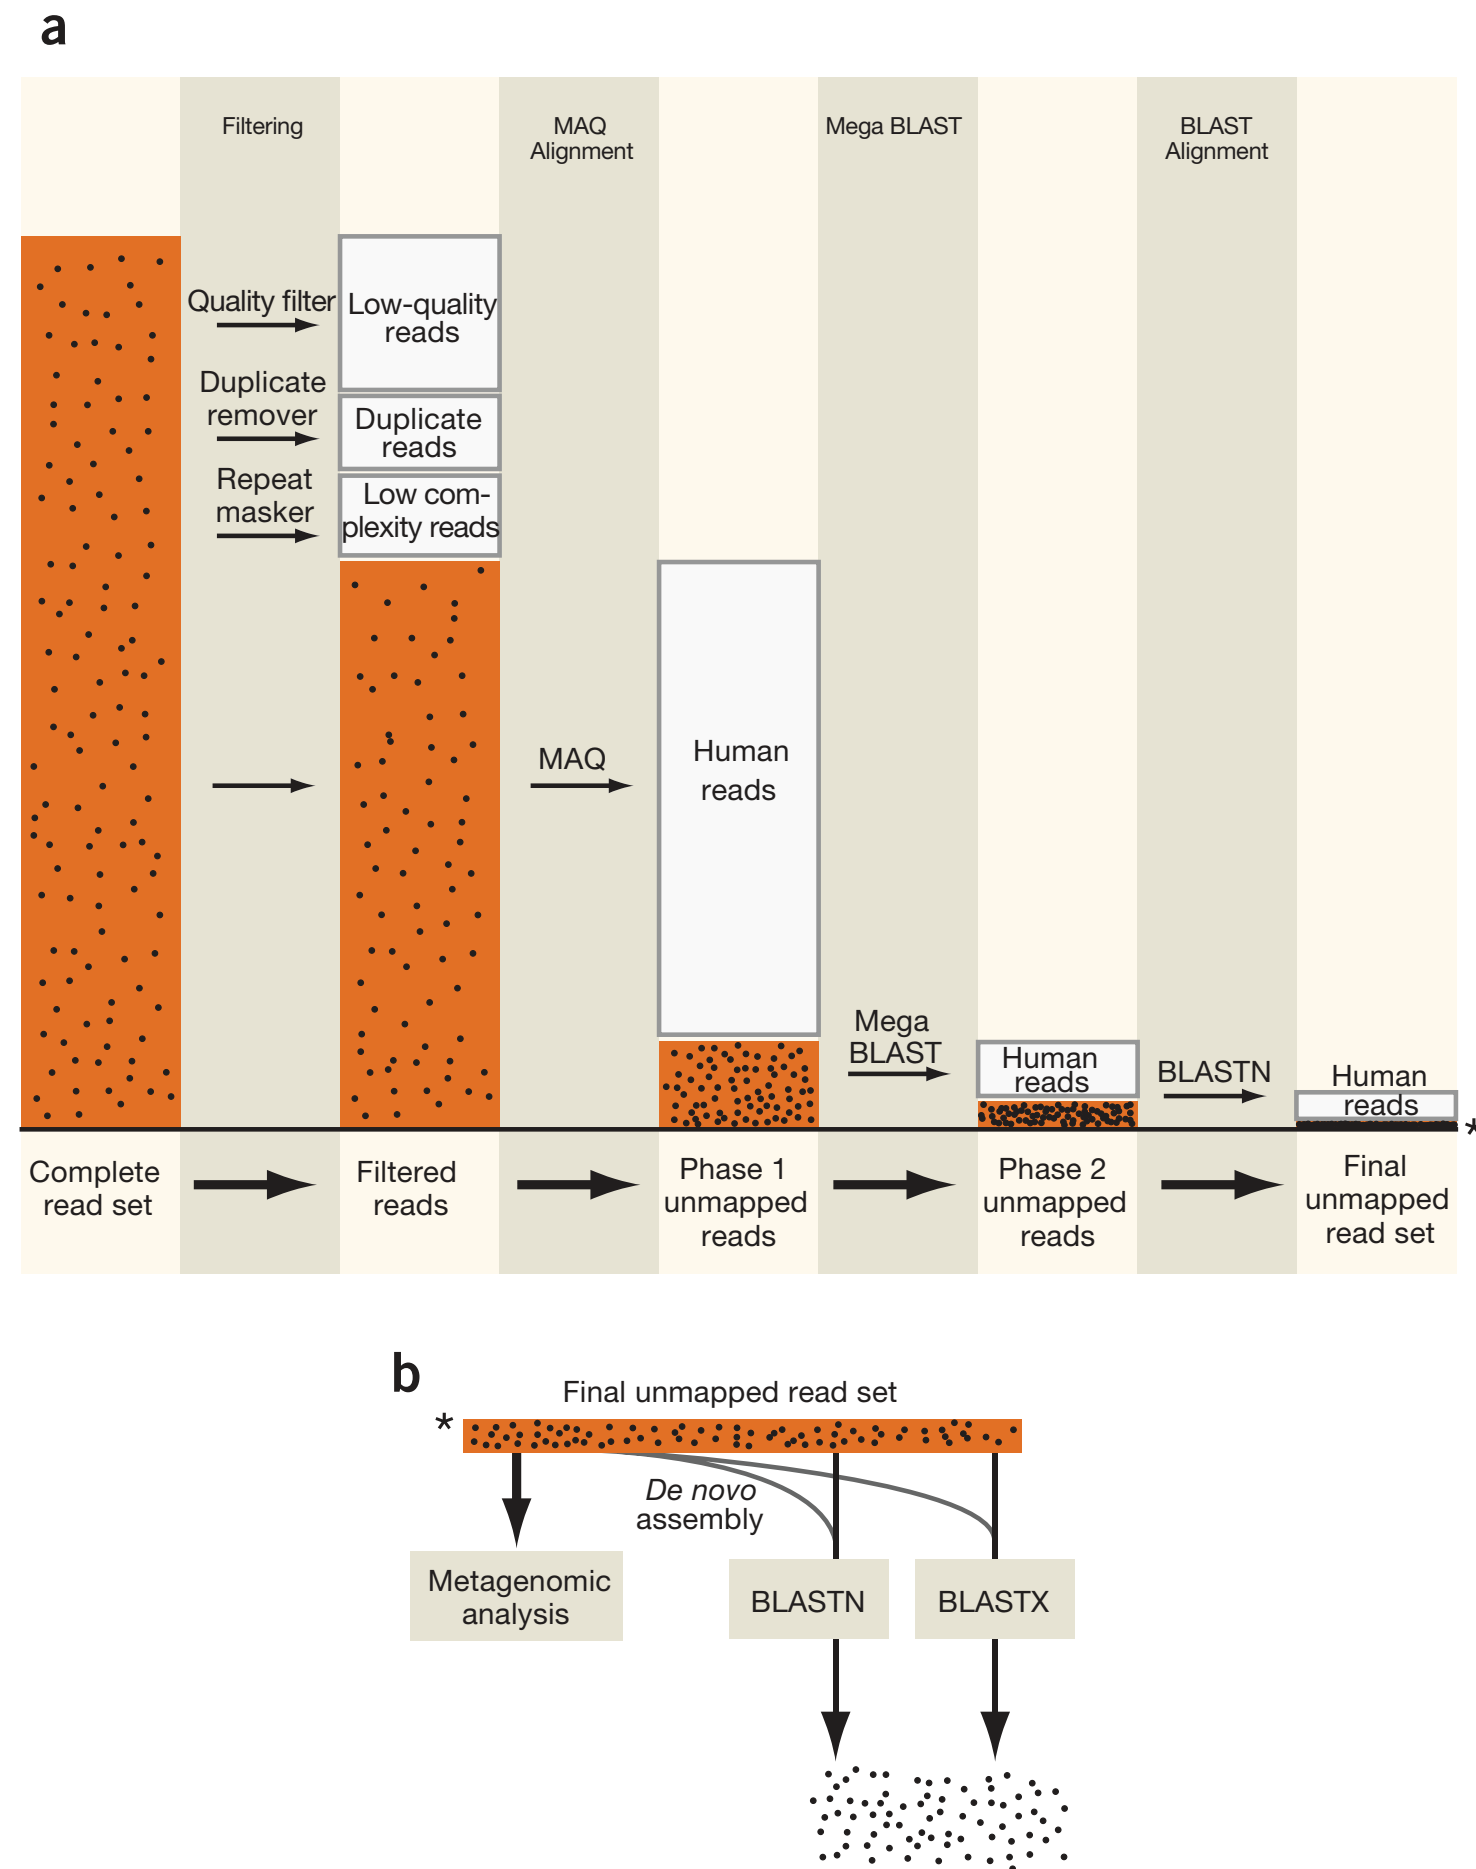 a
Filtering
MAQ
Alignment
Mega BLAST
BLAST
Alignment
Quality filter
Low-quality
reads
Duplicate
remover
Duplicate
reads
Repeat
masker
Low com-
plexity reads
MAQ
Human
reads
Mega
BLAST
Human
reads
BLASTN
Human
reads
*
Complete
read set
Filtered
reads
Phase 1
unmapped
reads
Phase 2
unmapped
reads
Final
unmapped
read set
b
Final unmapped read set
*
De novo
assembly
Metagenomic
analysis
BLASTN
BLASTX